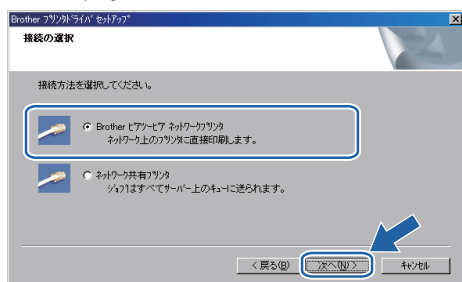 Brother プリンタドライバ セットアップ
接続の選択
接続方法を選択してください。
Brother ピアツーピア ネットワークプリンタ
ネットワーク上のプリンタに直接印刷します。
ネットワーク共有プリンタ
ジョブはすべてサーバー上のキューに送られます。
< 戻る(B)
次へ(N) >
キャンセル